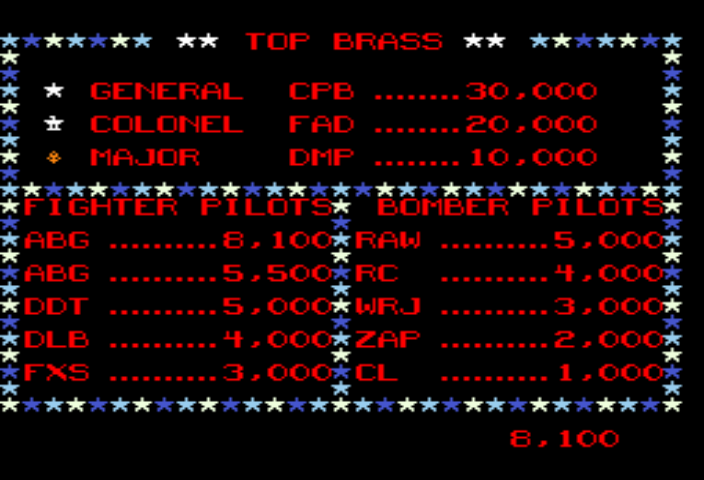 TOP BRASS
GENERAL CPB ........30,000
COLONEL FAD ........20,000
MAJOR DMP ........10,000
FIGHTER PILOTS BOMBER PILOTS
ABG ..........8,100 RAW ..........5,000
ABG ..........5,500 RC ..........4,000
DDT ..........5,000 WRJ ..........3,000
DLB ..........4,000 ZAP ..........2,000
FXS ..........3,000 CL ..........1,000
8,100